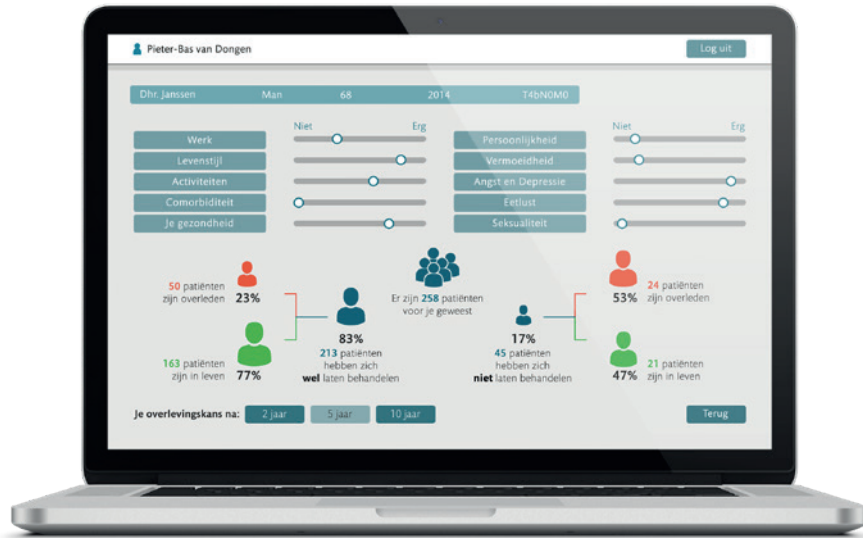 Pieter-Bas van Dongen
Log uit
Dhr. Janssen Man 68 2014 T4bN0M0
Niet Erg
Werk
Levenstijl
Activiteiten
Comorbiditeit
Je gezondheid
Niet Erg
Persoonlijkheid
Vermoeidheid
Angst en Depressie
Eetlust
Seksualiteit
50 patiënten
zijn overleden
23%
163 patiënten
zijn in leven
77%
83%
213 patiënten
hebben zich
wel laten behandelen
Er zijn 258 patiënten
voor je geweest
17%
45 patiënten
hebben zich
niet laten behandelen
53%
24 patiënten
zijn overleden
47%
21 patiënten
zijn in leven
Je overlevingskans na: 2 jaar 5 jaar 10 jaar
Terug